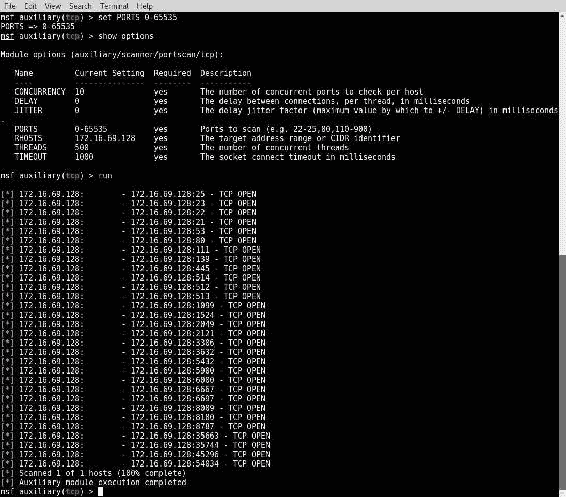 File Edit View Search Terminal Help
msf auxiliary(tcp) > set PORTS 0-65535
PORTS => 0-65535
msf auxiliary(tcp) > show options
Module options (auxiliary/scanner/portscan/tcp):
Name Current Setting Required Description
---- --------------- -------- -----------
CONCURRENCY 10 yes The number of concurrent ports to check per host
DELAY 0 yes The delay between connections, per thread, in milliseconds
JITTER 0 yes The delay jitter factor (maximum value by which to +/- DELAY) in milliseconds
.
PORTS 0-65535 yes Ports to scan (e.g. 22-25,80,110-900)
RHOSTS 172.16.69.128 yes The target address range or CIDR identifier
THREADS 500 yes The number of concurrent threads
TIMEOUT 1000 yes The socket connect timeout in milliseconds
msf auxiliary(tcp) > run
[*] 172.16.69.128: - 172.16.69.128:25 - TCP OPEN
[*] 172.16.69.128: - 172.16.69.128:23 - TCP OPEN
[*] 172.16.69.128: - 172.16.69.128:22 - TCP OPEN
[*] 172.16.69.128: - 172.16.69.128:21 - TCP OPEN
[*] 172.16.69.128: - 172.16.69.128:53 - TCP OPEN
[*] 172.16.69.128: - 172.16.69.128:80 - TCP OPEN
[*] 172.16.69.128: - 172.16.69.128:111 - TCP OPEN
[*] 172.16.69.128: - 172.16.69.128:139 - TCP OPEN
[*] 172.16.69.128: - 172.16.69.128:445 - TCP OPEN
[*] 172.16.69.128: - 172.16.69.128:514 - TCP OPEN
[*] 172.16.69.128: - 172.16.69.128:512 - TCP OPEN
[*] 172.16.69.128: - 172.16.69.128:513 - TCP OPEN
[*] 172.16.69.128: - 172.16.69.128:1099 - TCP OPEN
[*] 172.16.69.128: - 172.16.69.128:1524 - TCP OPEN
[*] 172.16.69.128: - 172.16.69.128:2049 - TCP OPEN
[*] 172.16.69.128: - 172.16.69.128:2121 - TCP OPEN
[*] 172.16.69.128: - 172.16.69.128:3306 - TCP OPEN
[*] 172.16.69.128: - 172.16.69.128:3632 - TCP OPEN
[*] 172.16.69.128: - 172.16.69.128:5432 - TCP OPEN
[*] 172.16.69.128: - 172.16.69.128:5900 - TCP OPEN
[*] 172.16.69.128: - 172.16.69.128:6000 - TCP OPEN
[*] 172.16.69.128: - 172.16.69.128:6667 - TCP OPEN
[*] 172.16.69.128: - 172.16.69.128:6697 - TCP OPEN
[*] 172.16.69.128: - 172.16.69.128:8009 - TCP OPEN
[*] 172.16.69.128: - 172.16.69.128:8180 - TCP OPEN
[*] 172.16.69.128: - 172.16.69.128:8787 - TCP OPEN
[*] 172.16.69.128: - 172.16.69.128:35663 - TCP OPEN
[*] 172.16.69.128: - 172.16.69.128:35744 - TCP OPEN
[*] 172.16.69.128: - 172.16.69.128:45296 - TCP OPEN
[*] 172.16.69.128: - 172.16.69.128:54034 - TCP OPEN
[*] Scanned 1 of 1 hosts (100% complete)
[*] Auxiliary module execution completed
msf auxiliary(tcp) >